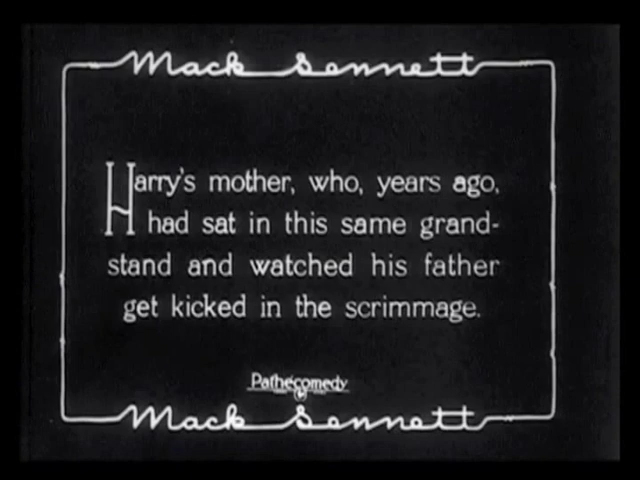 Mack Sennett
Harry's mother, who, years ago,
had sat in this same grand-
stand and watched his father
get kicked in the scrimmage.
Pathécomedy
Mack Sennett